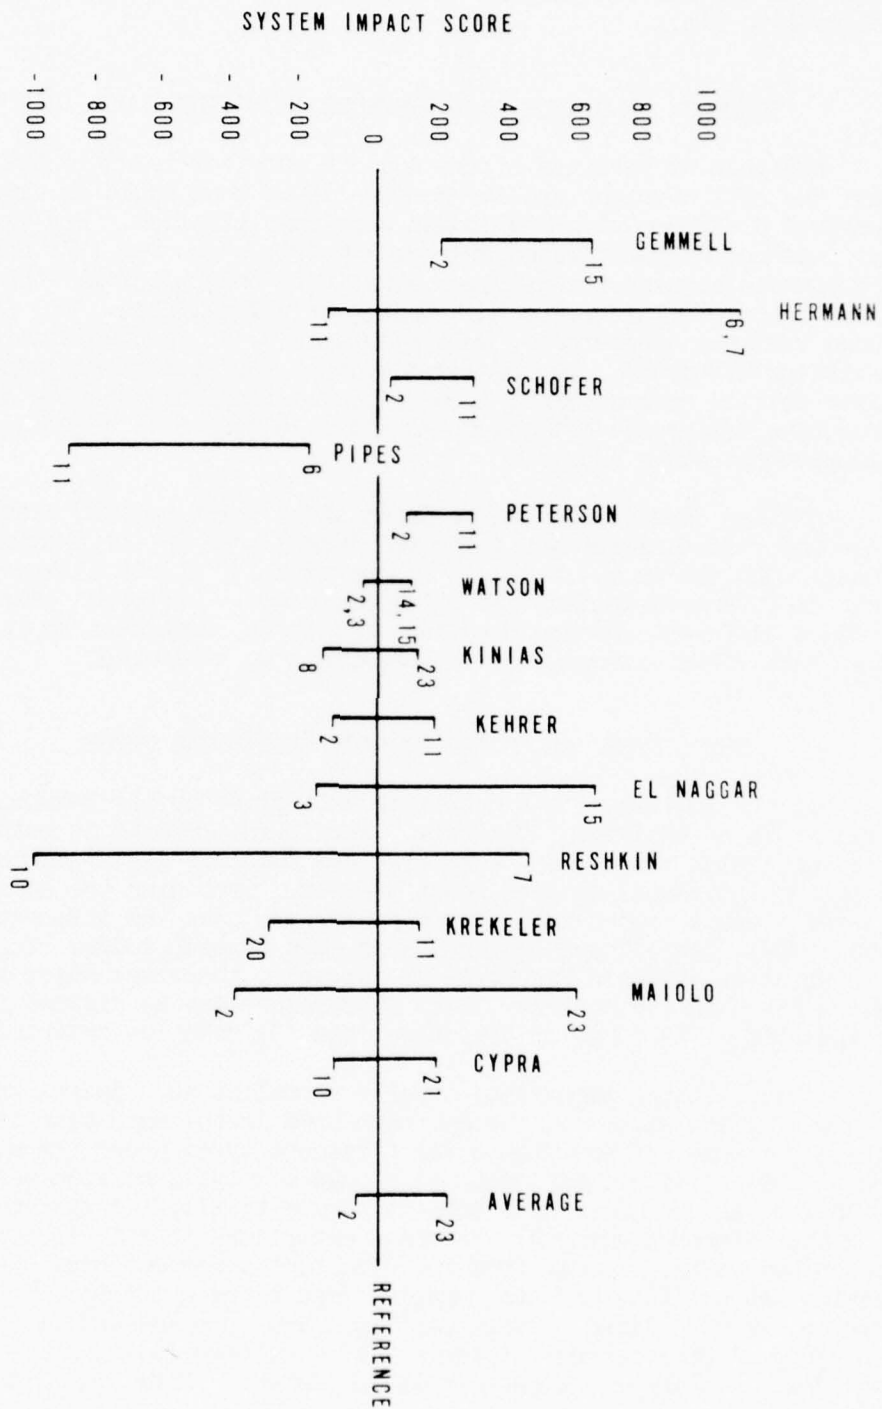 SYSTEM IMPACT SCORE
-1000
-800
-600
-400
-200
0
200
400
600
800
1000
GEMMELL
2
15
HERMANN
11
6,7
SCHOFER
2
11
PIPES
11
6
PETERSON
2
11
WATSON
2,3
14,15
KINIAS
8
23
KEHRER
2
11
EL NAGGAR
3
15
RESHKIN
10
7
KREKELER
20
11
MAIOLO
2
23
CYPRA
10
21
AVERAGE
2
23
REFERENCE